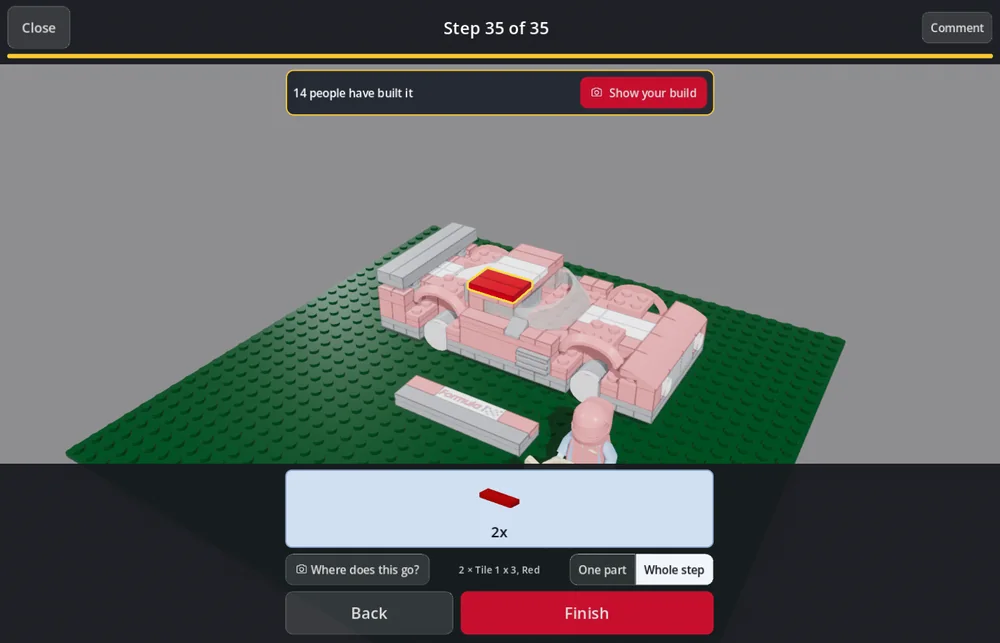 Close
Step 35 of 35
Comment
14 people have built it
Show your build
Formula
2x
Where does this go?
2 × Tile 1 x 3, Red
One part
Whole step
Back
Finish